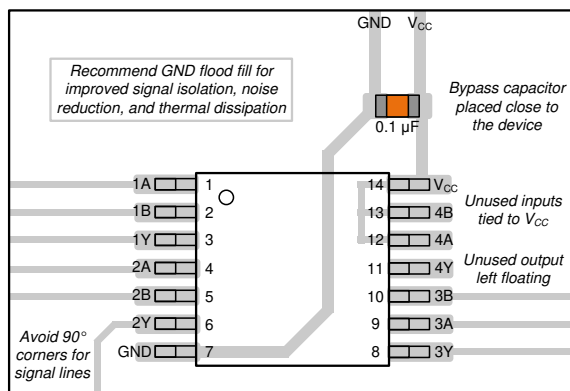 GND VCC
Recommend GND flood fill for
improved signal isolation, noise
reduction, and thermal dissipation
Bypass capacitor
placed close to
the device
0.1 µF
1A 1 14 VCC
1B 2 13 4B
1Y 3 12 4A
2A 4 11 4Y
2B 5 10 3B
2Y 6 9 3A
GND 7 8 3Y
Unused inputs
tied to VCC
Unused output
left floating
Avoid 90°
corners for
signal lines